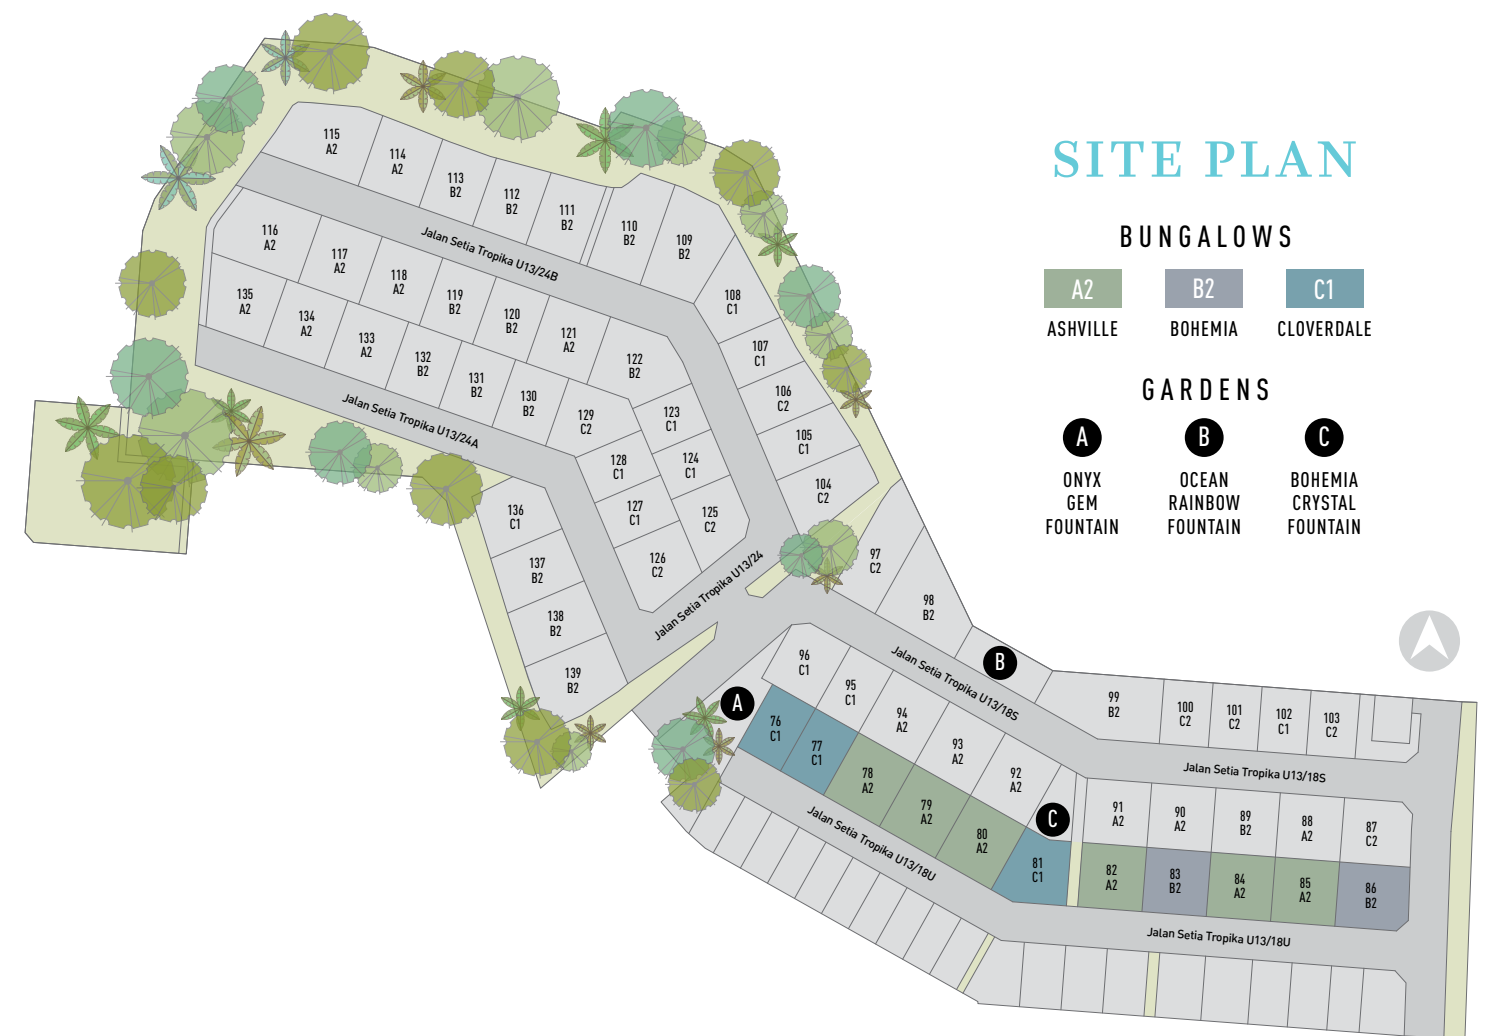 SITE PLAN
BUNGALOWS
A2
B2
C1
ASHVILLE
BOHEMIA
CLOVERDALE
GARDENS
A
B
C
ONYX
GEM
FOUNTAIN
OCEAN
RAINBOW
FOUNTAIN
BOHEMIA
CRYSTAL
FOUNTAIN
115
A2
114
A2
113
B2
112
B2
111
B2
110
B2
109
B2
Jalan Setia Tropika U13/24B
116
A2
117
A2
118
A2
119
B2
120
B2
121
A2
122
B2
108
C1
107
C1
106
C2
105
C1
104
C2
135
A2
134
A2
133
A2
132
B2
131
B2
130
B2
129
C2
123
C1
124
C1
125
C2
128
C1
127
C1
126
C2
Jalan Setia Tropika U13/24A
136
C1
137
B2
138
B2
139
B2
Jalan Setia Tropika U13/24
97
C2
98
B2
B
99
B2
100
C2
101
C2
102
C1
103
C2
Jalan Setia Tropika U13/18S
Jalan Setia Tropika U13/18S
96
C1
95
C1
94
A2
93
A2
92
A2
A
76
C1
77
C1
78
A2
79
A2
80
A2
81
C1
C
91
A2
90
A2
89
B2
88
A2
87
C2
82
A2
83
B2
84
A2
85
A2
86
B2
Jalan Setia Tropika U13/18U
Jalan Setia Tropika U13/18U